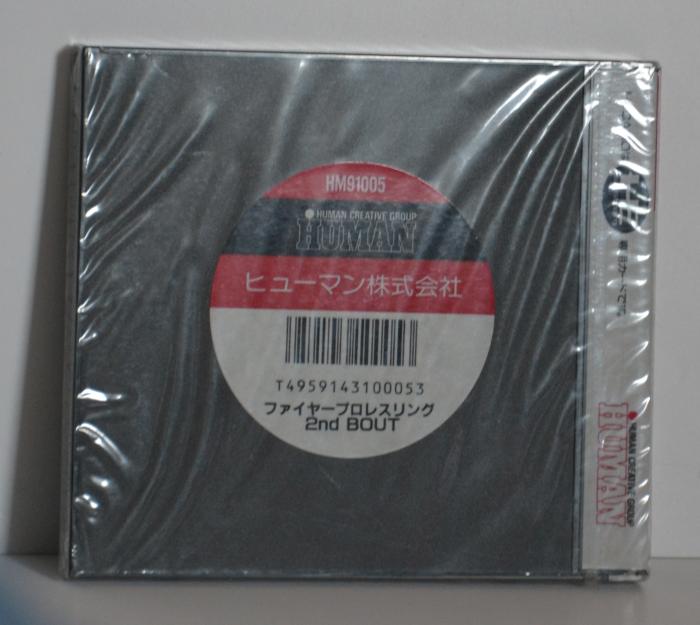 HM91005
HUMAN CREATIVE GROUP
HUMAN
ヒューマン株式会社
T4959143100053
ファイヤープロレスリング
2nd BOUT
HUMAN CREATIVE GROUP
HUMAN